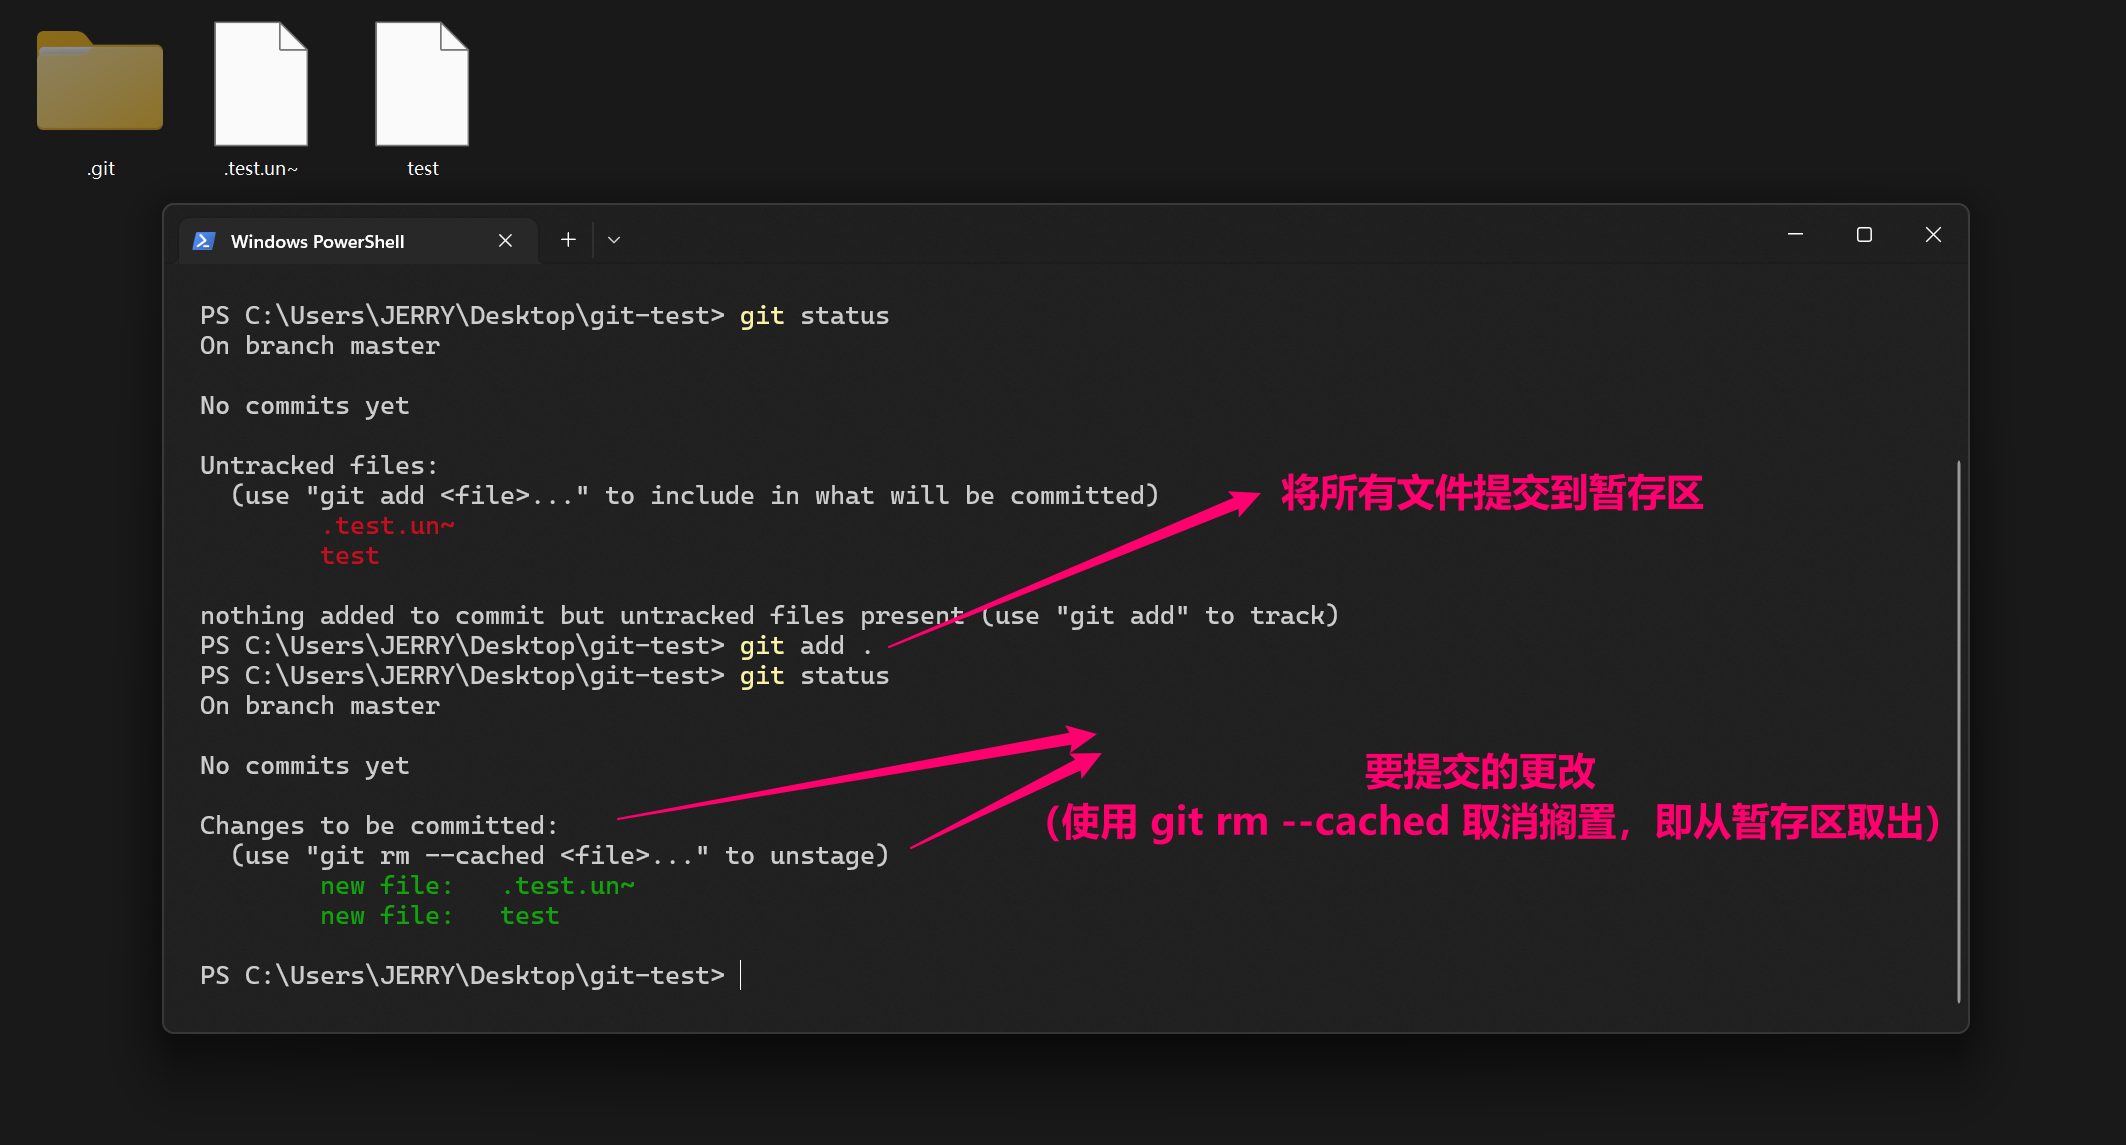 .git
.test.un~
test
Windows PowerShell
PS C:\Users\JERRY\Desktop\git-test> git status
On branch master
No commits yet
Untracked files:
(use "git add <file>..." to include in what will be committed)
.test.un~
test
将所有文件提交到暂存区
nothing added to commit but untracked files present (use "git add" to track)
PS C:\Users\JERRY\Desktop\git-test> git add .
PS C:\Users\JERRY\Desktop\git-test> git status
On branch master
No commits yet
要提交的更改
（使用 git rm --cached 取消搁置，即从暂存区取出）
Changes to be committed:
(use "git rm --cached <file>..." to unstage)
new file:   .test.un~
new file:   test
PS C:\Users\JERRY\Desktop\git-test>